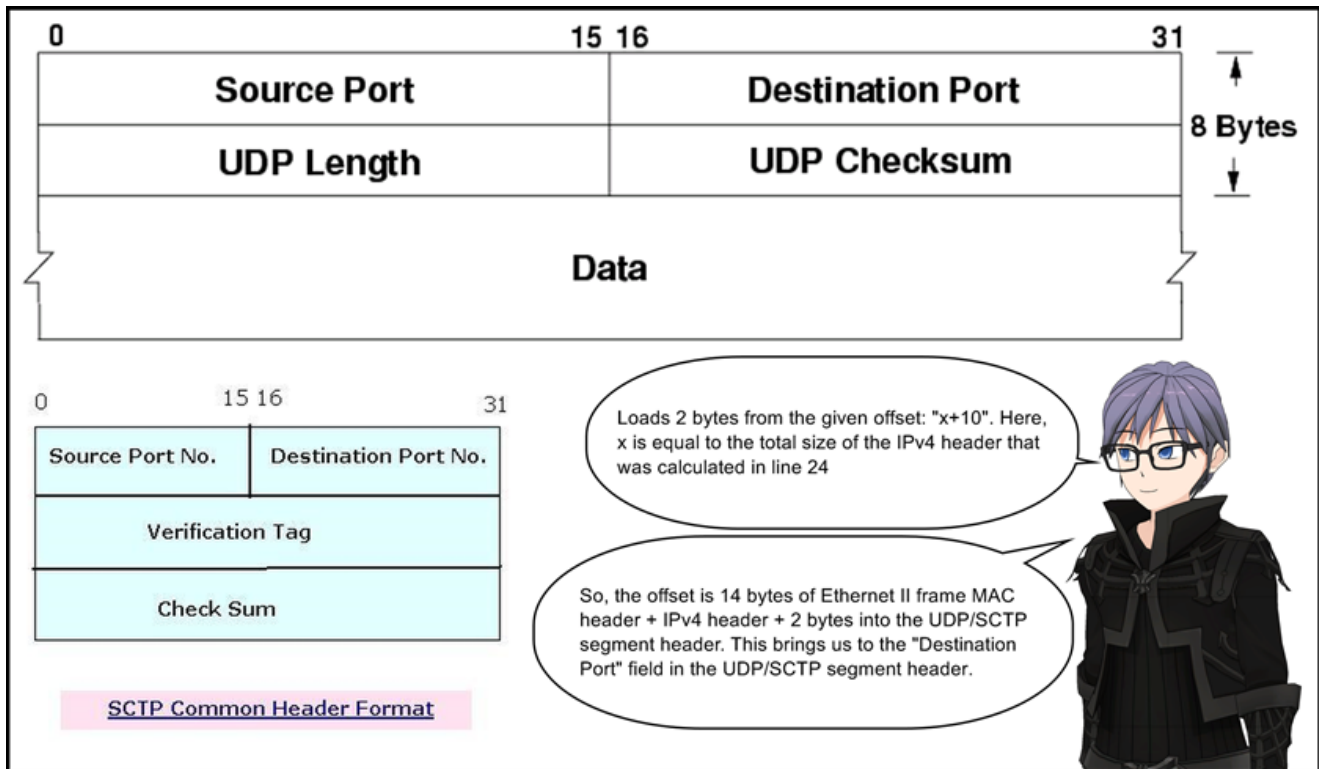 0 15 16 31
Source Port Destination Port
8 Bytes
UDP Length UDP Checksum
Data
0 15 16 31
Source Port No. Destination Port No.
Verification Tag
Check Sum
SCTP Common Header Format
Loads 2 bytes from the given offset: "x+10". Here,
x is equal to the total size of the IPv4 header that
was calculated in line 24
So, the offset is 14 bytes of Ethernet II frame MAC
header + IPv4 header + 2 bytes into the UDP/SCTP
segment header. This brings us to the "Destination
Port" field in the UDP/SCTP segment header.